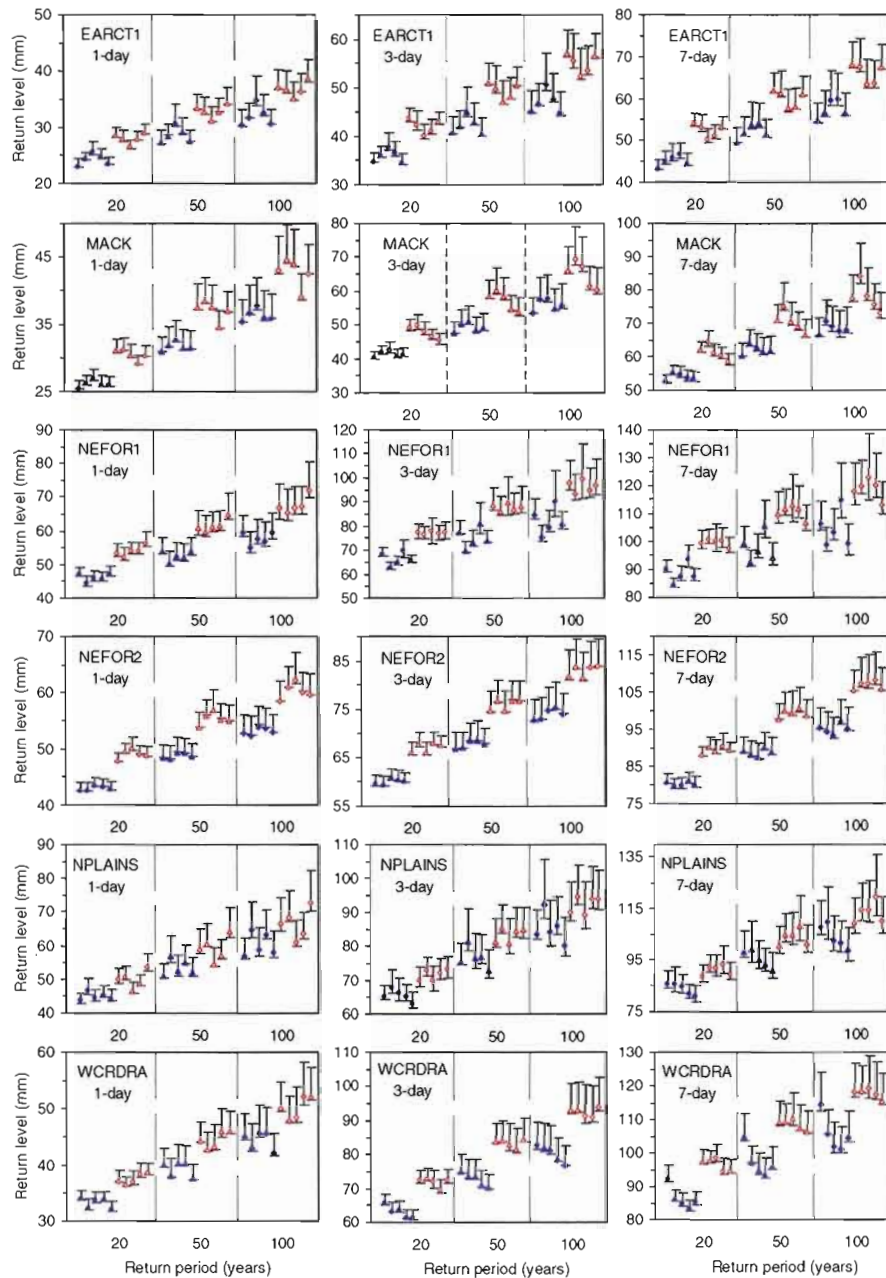 Return level (mm)
50
40
30
20
EARCT1
1-day
20 50 100
60
50
40
30
EARCT1
3-day
20 50 100
80
70
60
50
40
EARCT1
7-day
20 50 100
Return level (mm)
45
35
25
MACK
1-day
20 50 100
80
70
60
50
40
30
MACK
3-day
20 50 100
100
90
80
70
60
50
MACK
7-day
20 50 100
Return level (mm)
90
80
70
60
50
40
NEFOR1
1-day
20 50 100
120
110
100
90
80
70
60
50
NEFOR1
3-day
20 50 100
140
130
120
110
100
90
80
NEFOR1
7-day
20 50 100
Return level (mm)
70
60
50
40
NEFOR2
1-day
20 50 100
85
75
65
55
NEFOR2
3-day
20 50 100
115
105
95
85
75
NEFOR2
7-day
20 50 100
Return level (mm)
90
80
70
60
50
40
NPLAINS
1-day
20 50 100
110
100
90
80
70
60
NPLAINS
3-day
20 50 100
135
115
95
75
NPLAINS
7-day
20 50 100
Return level (mm)
60
50
40
30
WCRDRA
1-day
20 50 100
Return period (years)
110
100
90
80
70
60
WCRDRA
3-day
20 50 100
Return period (years)
130
120
110
100
90
80
WCRDRA
7-day
20 50 100
Return period (years)